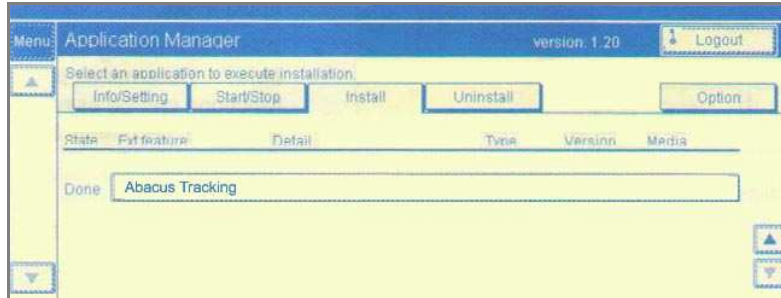 Menu Application Manager version: 1.20 Logout
Select an application to execute installation.
Info/Setting Start/Stop Install Uninstall Option
State Ext feature Detail Type Version Media
Done Abacus Tracking